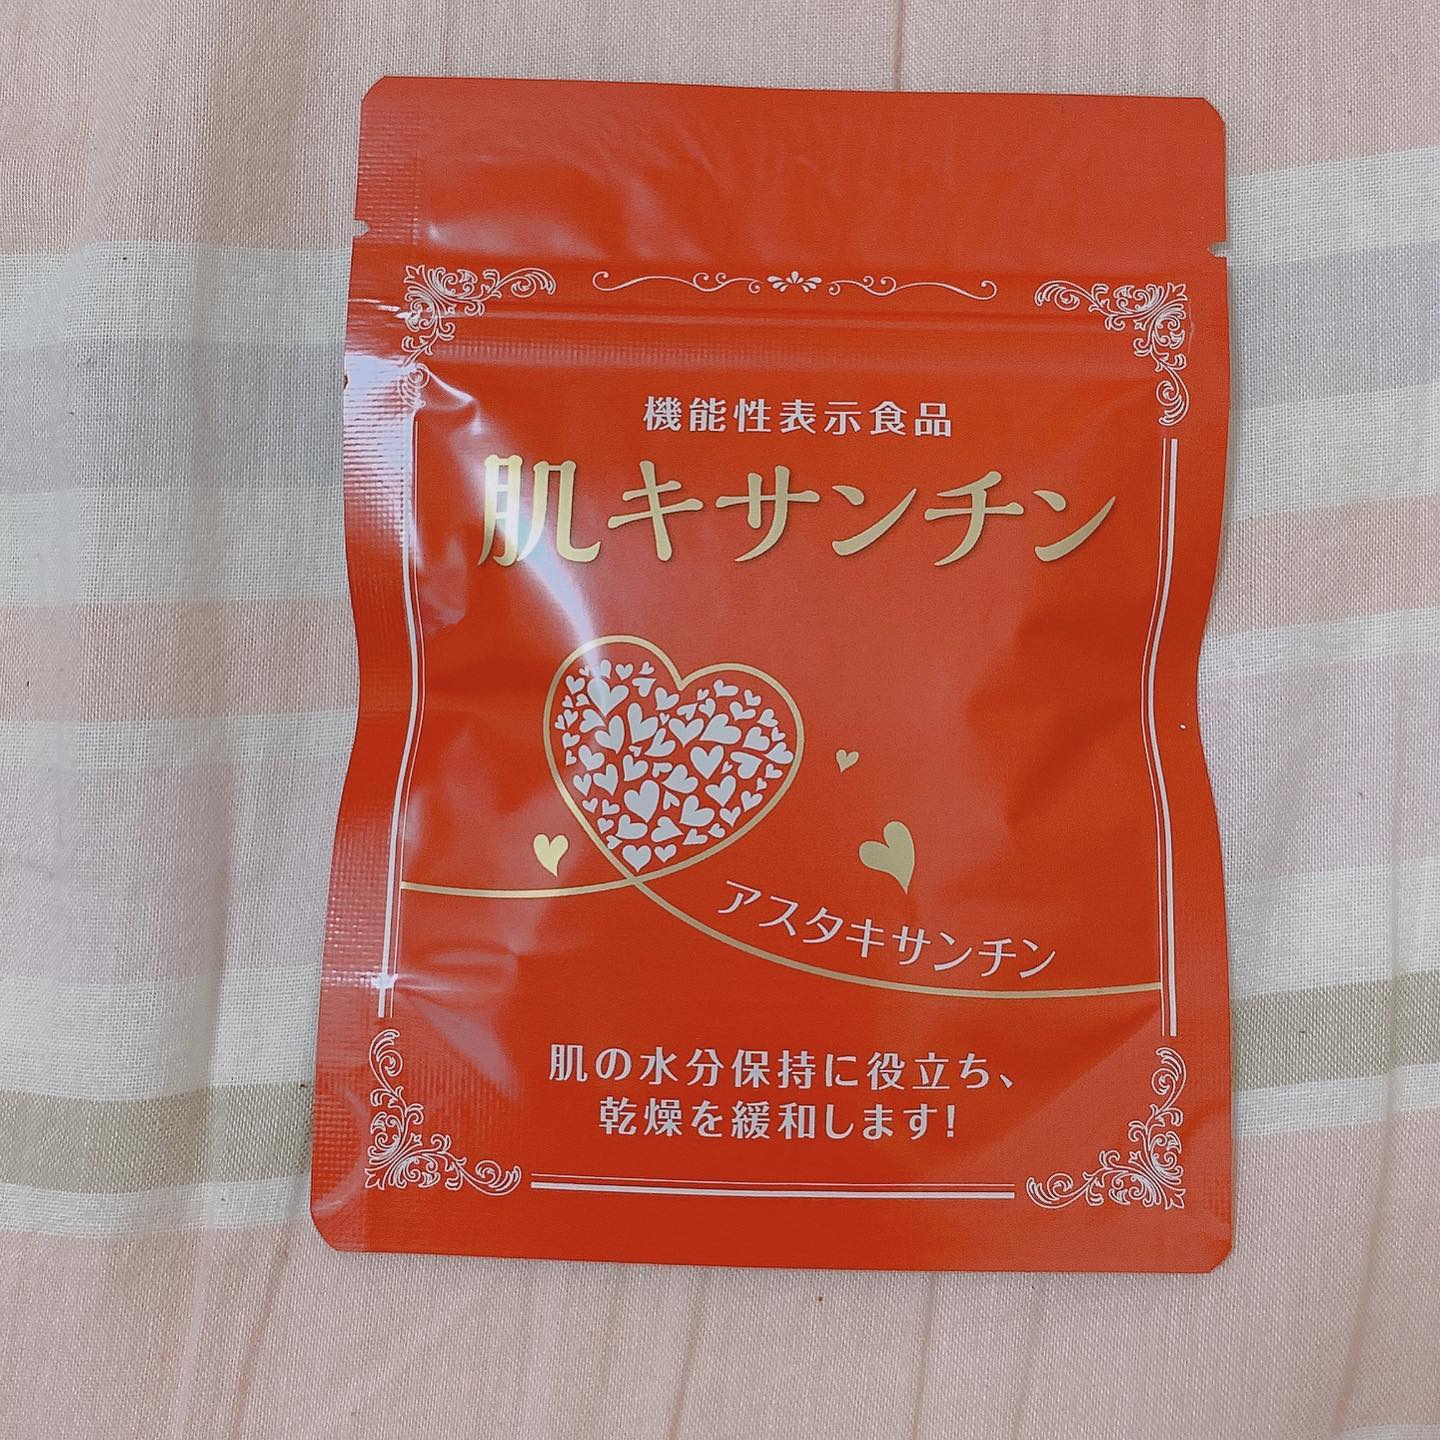 機能性表示食品
肌キサンチン
アスタキサンチン
肌の水分保持に役立ち、
乾燥を緩和します!